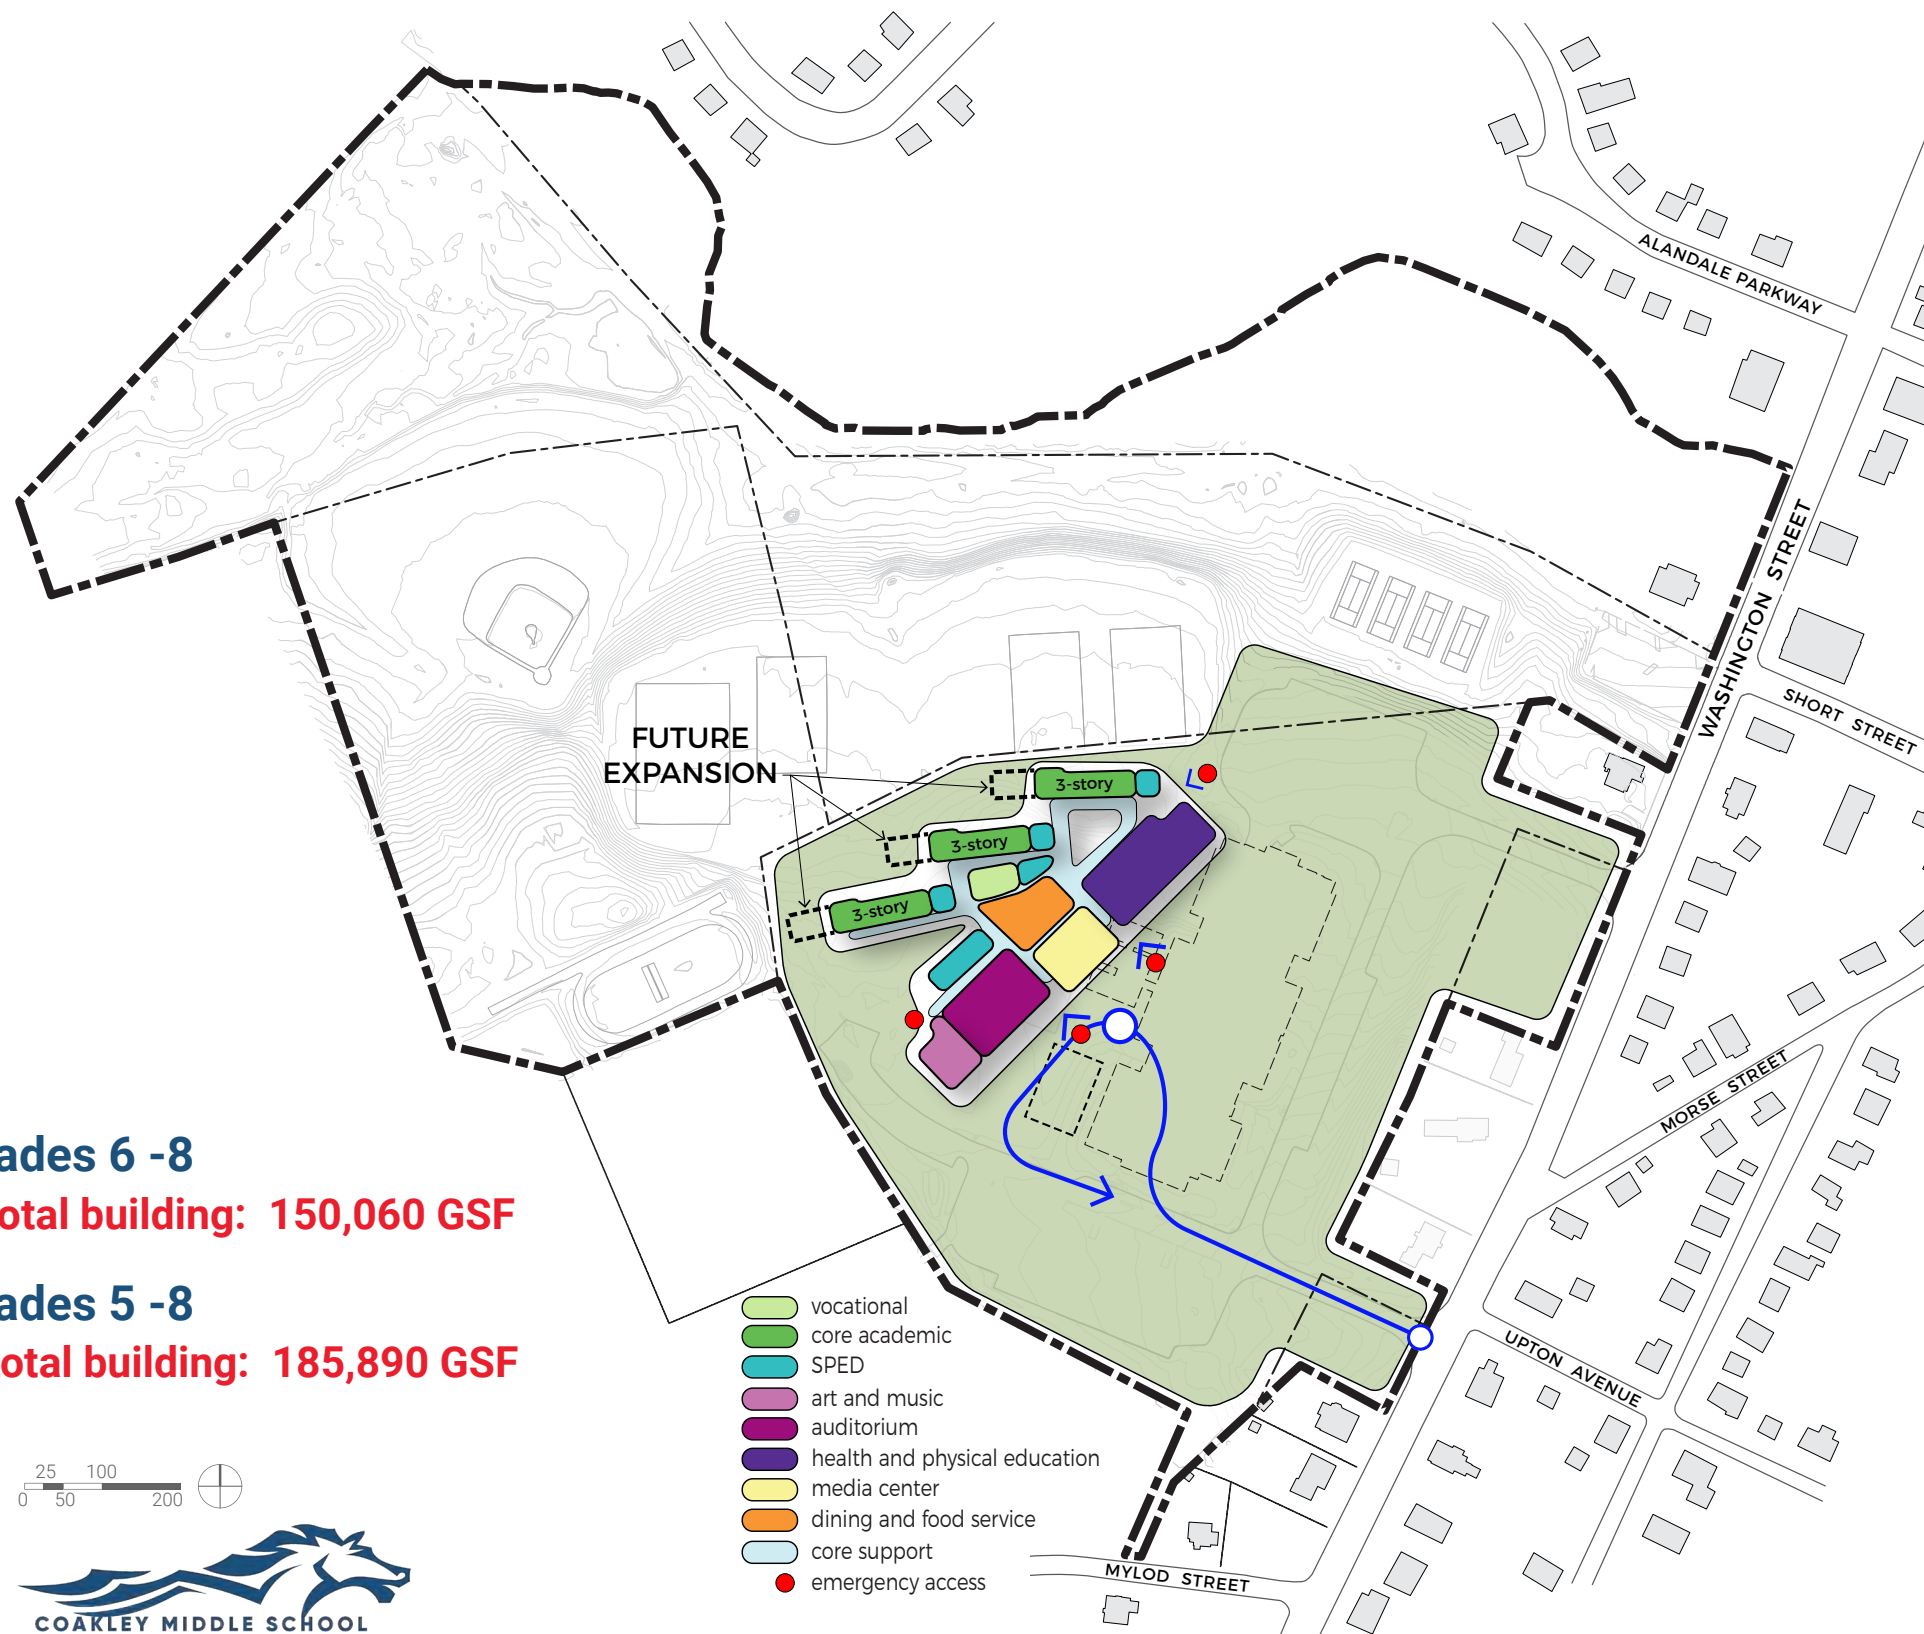 ALANDALE PARKWAY
WASHINGTON STREET
SHORT STREET
FUTURE
EXPANSION
3-story
3-story
3-story
MORSE STREET
ades 6 -8
otal building: 150,060 GSF
ades 5 -8
otal building: 185,890 GSF
UPTON AVENUE
vocational
core academic
SPED
art and music
auditorium
health and physical education
media center
dining and food service
core support
emergency access
25 100
0 50 200
MYLOD STREET
COAKLEY MIDDLE SCHOOL